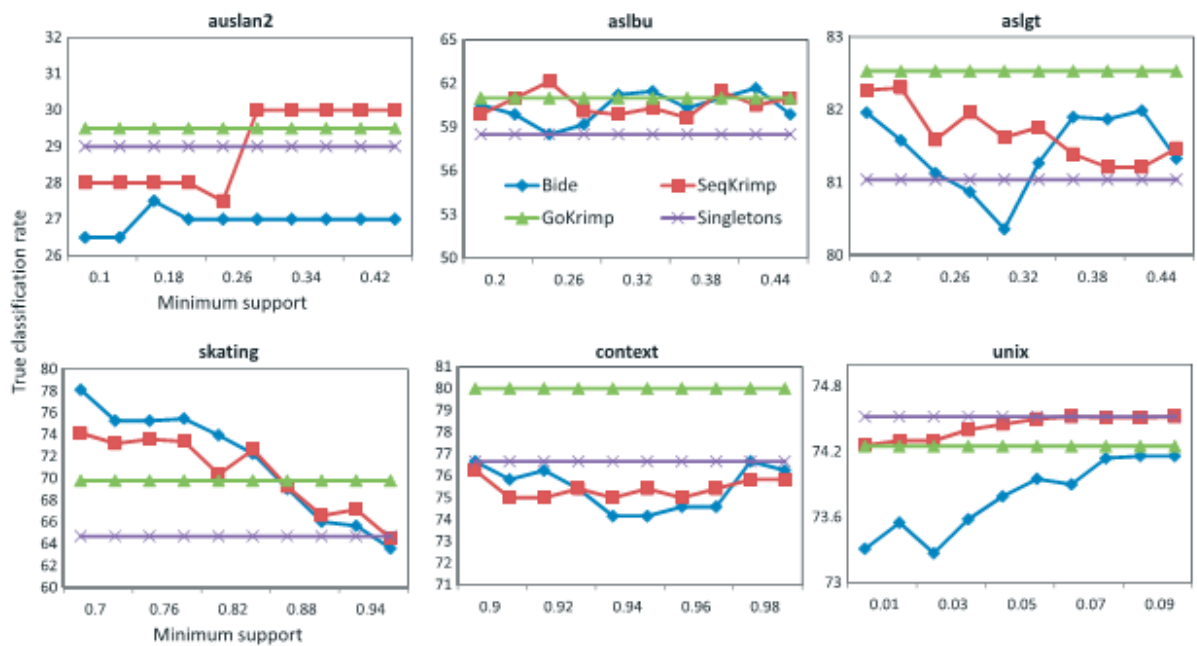 auslan2
32
31
30
29
28
27
26
0.1 0.18 0.26 0.34 0.42
Minimum support
aslbu
65
62
59
56
53
50
0.2 0.26 0.32 0.38 0.44
Bide
SeqKrimp
GoKrimp
Singletons
aslgt
83
82
81
80
0.2 0.26 0.32 0.38 0.44
True classification rate
skating
80
78
76
74
72
70
68
66
64
62
60
0.7 0.76 0.82 0.88 0.94
Minimum support
context
81
80
79
78
77
76
75
74
73
72
71
0.9 0.92 0.94 0.96 0.98
unix
74.8
74.2
73.6
73
0.01 0.03 0.05 0.07 0.09